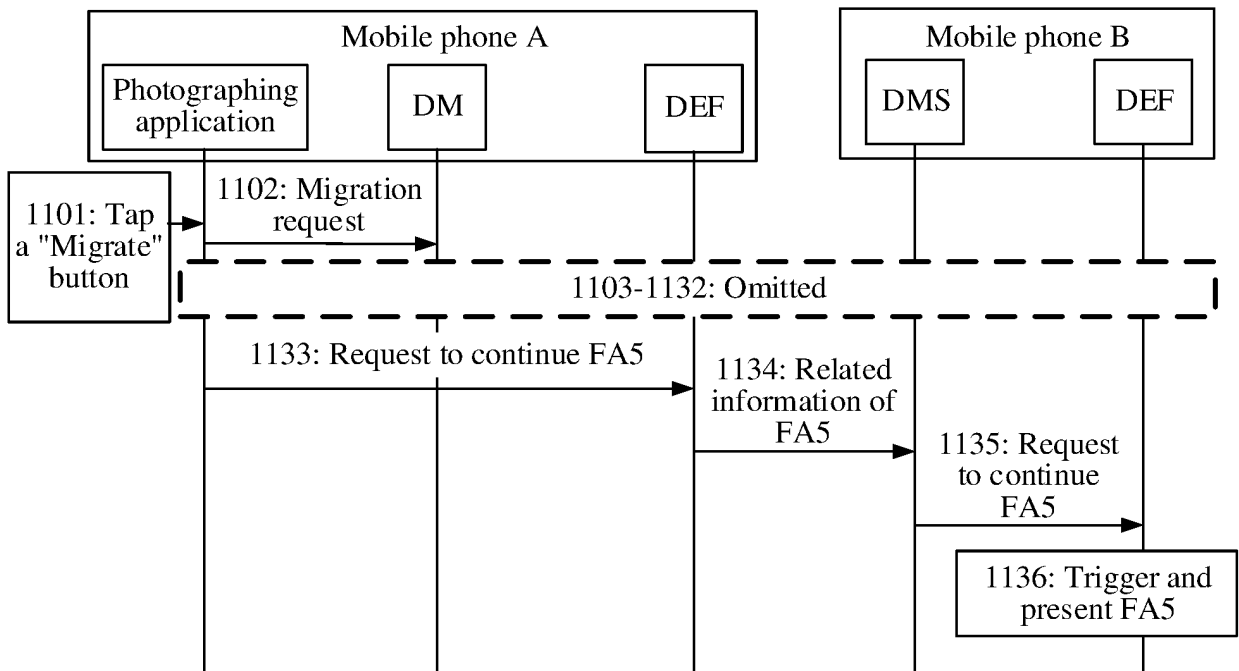 Mobile phone A
Mobile phone B
Photographing
application
DM
DEF
DMS
DEF
1101: Tap
a "Migrate"
button
1102: Migration
request
1103-1132: Omitted
1133: Request to continue FA5
1134: Related
information of
FA5
1135: Request
to continue
FA5
1136: Trigger and
present FA5